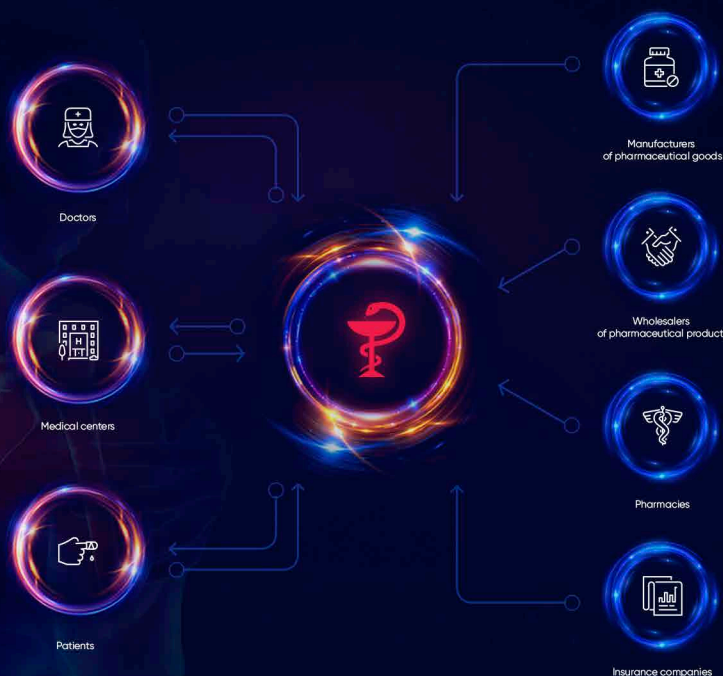 Doctors
Medical centers
Patients
Manufacturers
of pharmaceutical goods
Wholesalers
of pharmaceutical product
Pharmacies
Insurance companies
H